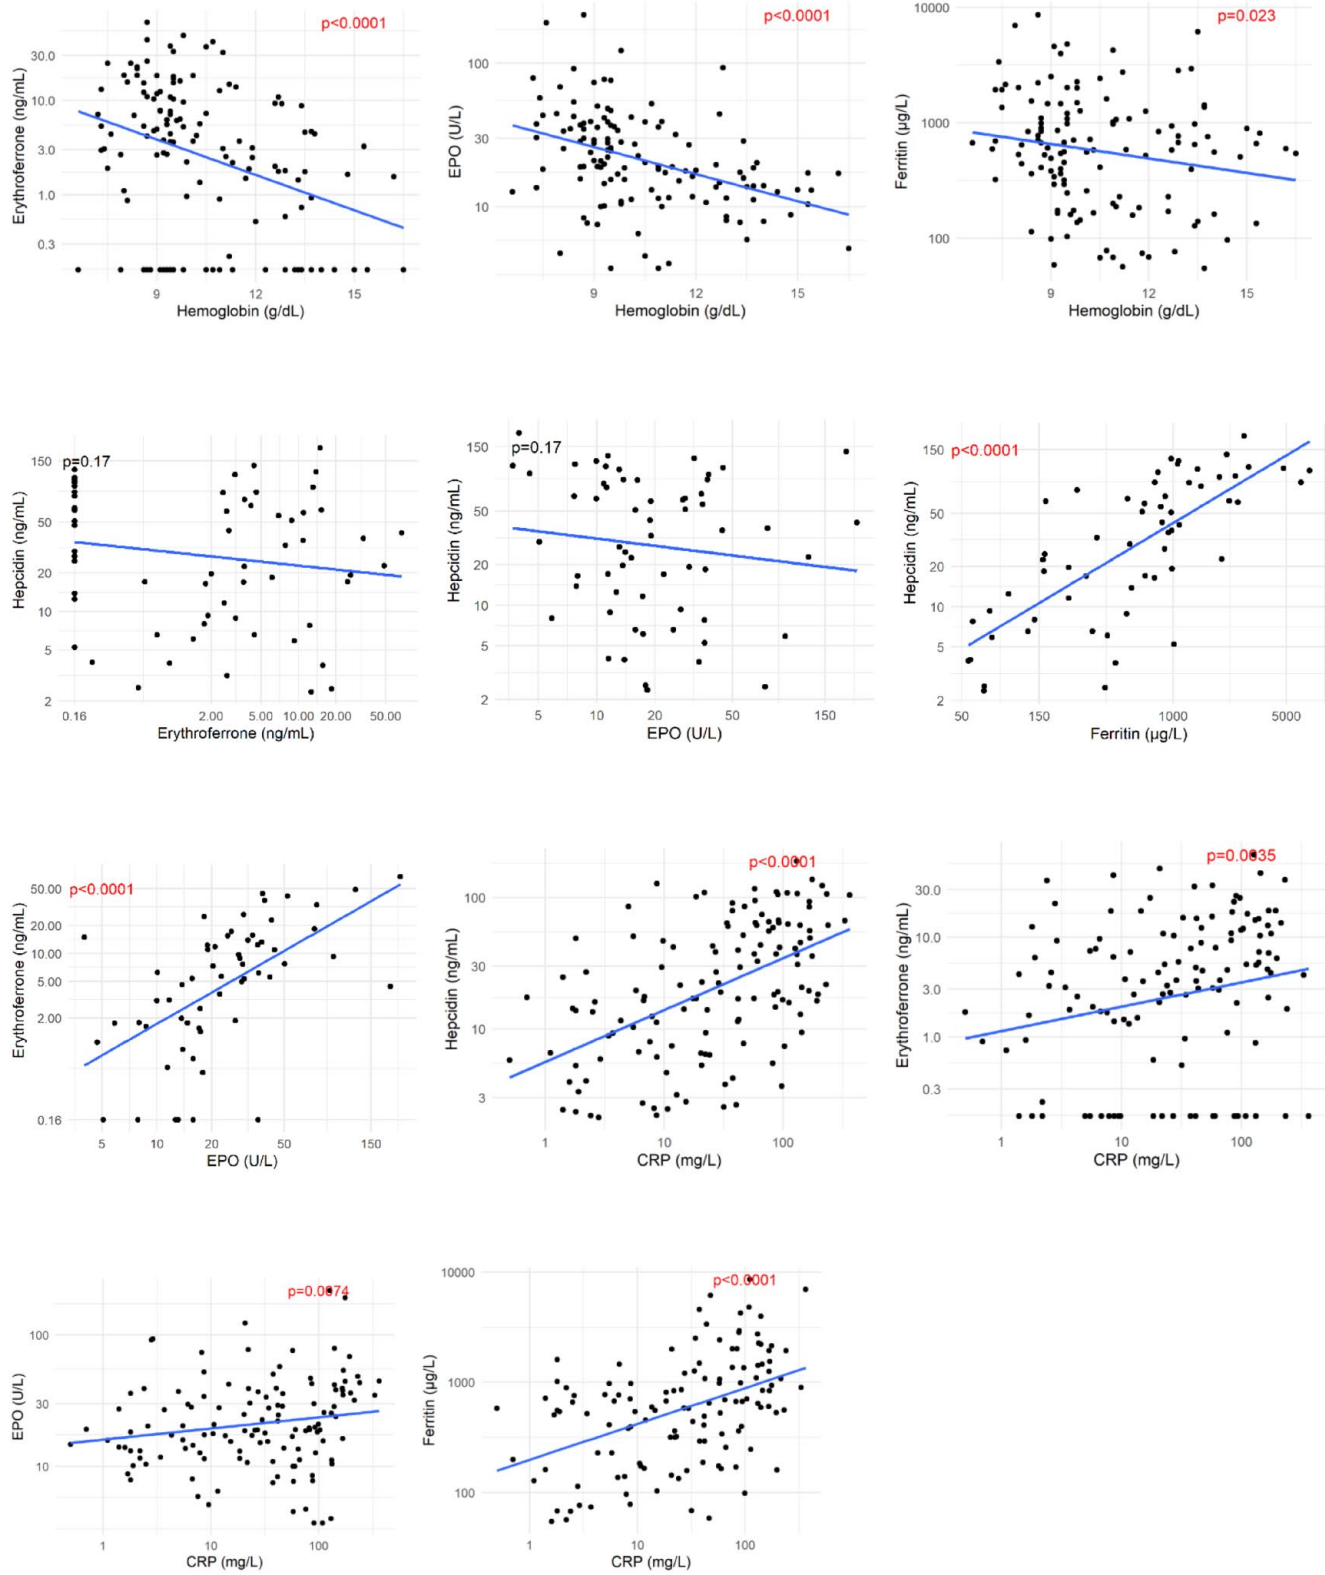 p<0.0001
Erythroferrone (ng/mL)
30.0
10.0
3.0
1.0
0.3
9 12 15
Hemoglobin (g/dL)
p<0.0001
EPO (U/L)
100
30
10
9 12 15
Hemoglobin (g/dL)
p=0.023
Ferritin (µg/L)
10000
1000
100
9 12 15
Hemoglobin (g/dL)
p=0.17
Hepcidin (ng/mL)
150
50
20
10
5
2
0.16 2.00 5.00 10.00 20.00 50.00
Erythroferrone (ng/mL)
p=0.17
Hepcidin (ng/mL)
150
50
20
10
5
2
5 10 20 50 150
EPO (U/L)
p<0.0001
Hepcidin (ng/mL)
150
50
20
10
5
2
50 150 1000 5000
Ferritin (µg/L)
p<0.0001
Erythroferrone (ng/mL)
50.00
20.00
10.00
5.00
2.00
0.16
5 10 20 50 150
EPO (U/L)
p<0.0001
Hepcidin (ng/mL)
100
30
10
3
1 10 100
CRP (mg/L)
p=0.0035
Erythroferrone (ng/mL)
30.0
10.0
3.0
1.0
0.3
1 10 100
CRP (mg/L)
p=0.0074
EPO (U/L)
100
30
10
1 10 100
CRP (mg/L)
p<0.0001
Ferritin (µg/L)
10000
1000
100
1 10 100
CRP (mg/L)